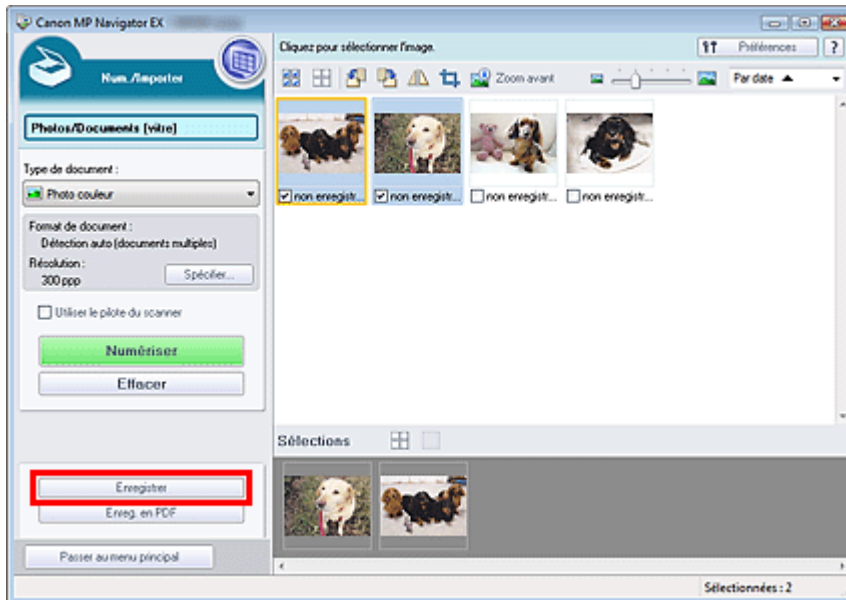 Canon MP Navigator EX
Num./Importer
Photos/Documents (vitre)
Type de document :
Photo couleur
Format de document :
Détection auto (documents multiples)
Résolution :
300 ppp
Spécifier...
Utiliser le pilote du scanner
Numériser
Effacer
Enregistrer
Enreg. en PDF
Passer au menu principal
Cliquez pour sélectionner l'image.
Préférences
?
Zoom avant
Par date
non enregistr...
non enregistr...
non enregistr...
non enregistr...
Sélections
Sélectionnées : 2